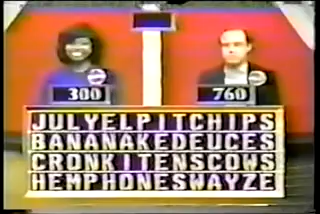 300
760
JULYELPITCHIPS
BANANAKEDEUCES
CRONKITENSCOWS
HEMPHONESWAYZE